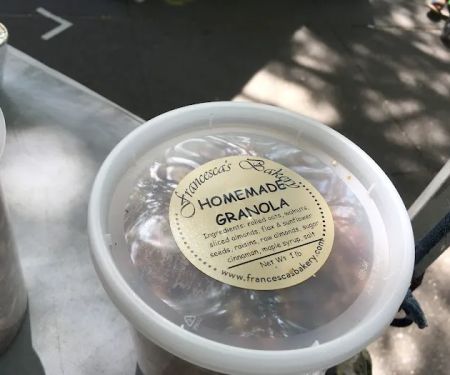 Francesca's Bakery
HOMEMADE
GRANOLA
Ingredients: rolled oats, walnuts,
sliced almonds, flax & sunflower
seeds, raisins, raw almonds, sugar
cinnamon, maple syrup, salt
Net Wt. 1 lb
www.francescasbakery.com